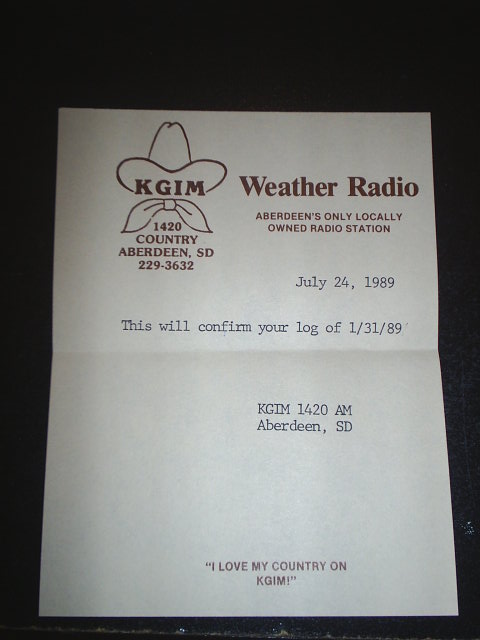 KGIM
1420
COUNTRY
ABERDEEN, SD
229-3632
Weather Radio
ABERDEEN'S ONLY LOCALLY
OWNED RADIO STATION
July 24, 1989
This will confirm your log of 1/31/89
KGIM 1420 AM
Aberdeen, SD
"I LOVE MY COUNTRY ON
KGIM!"